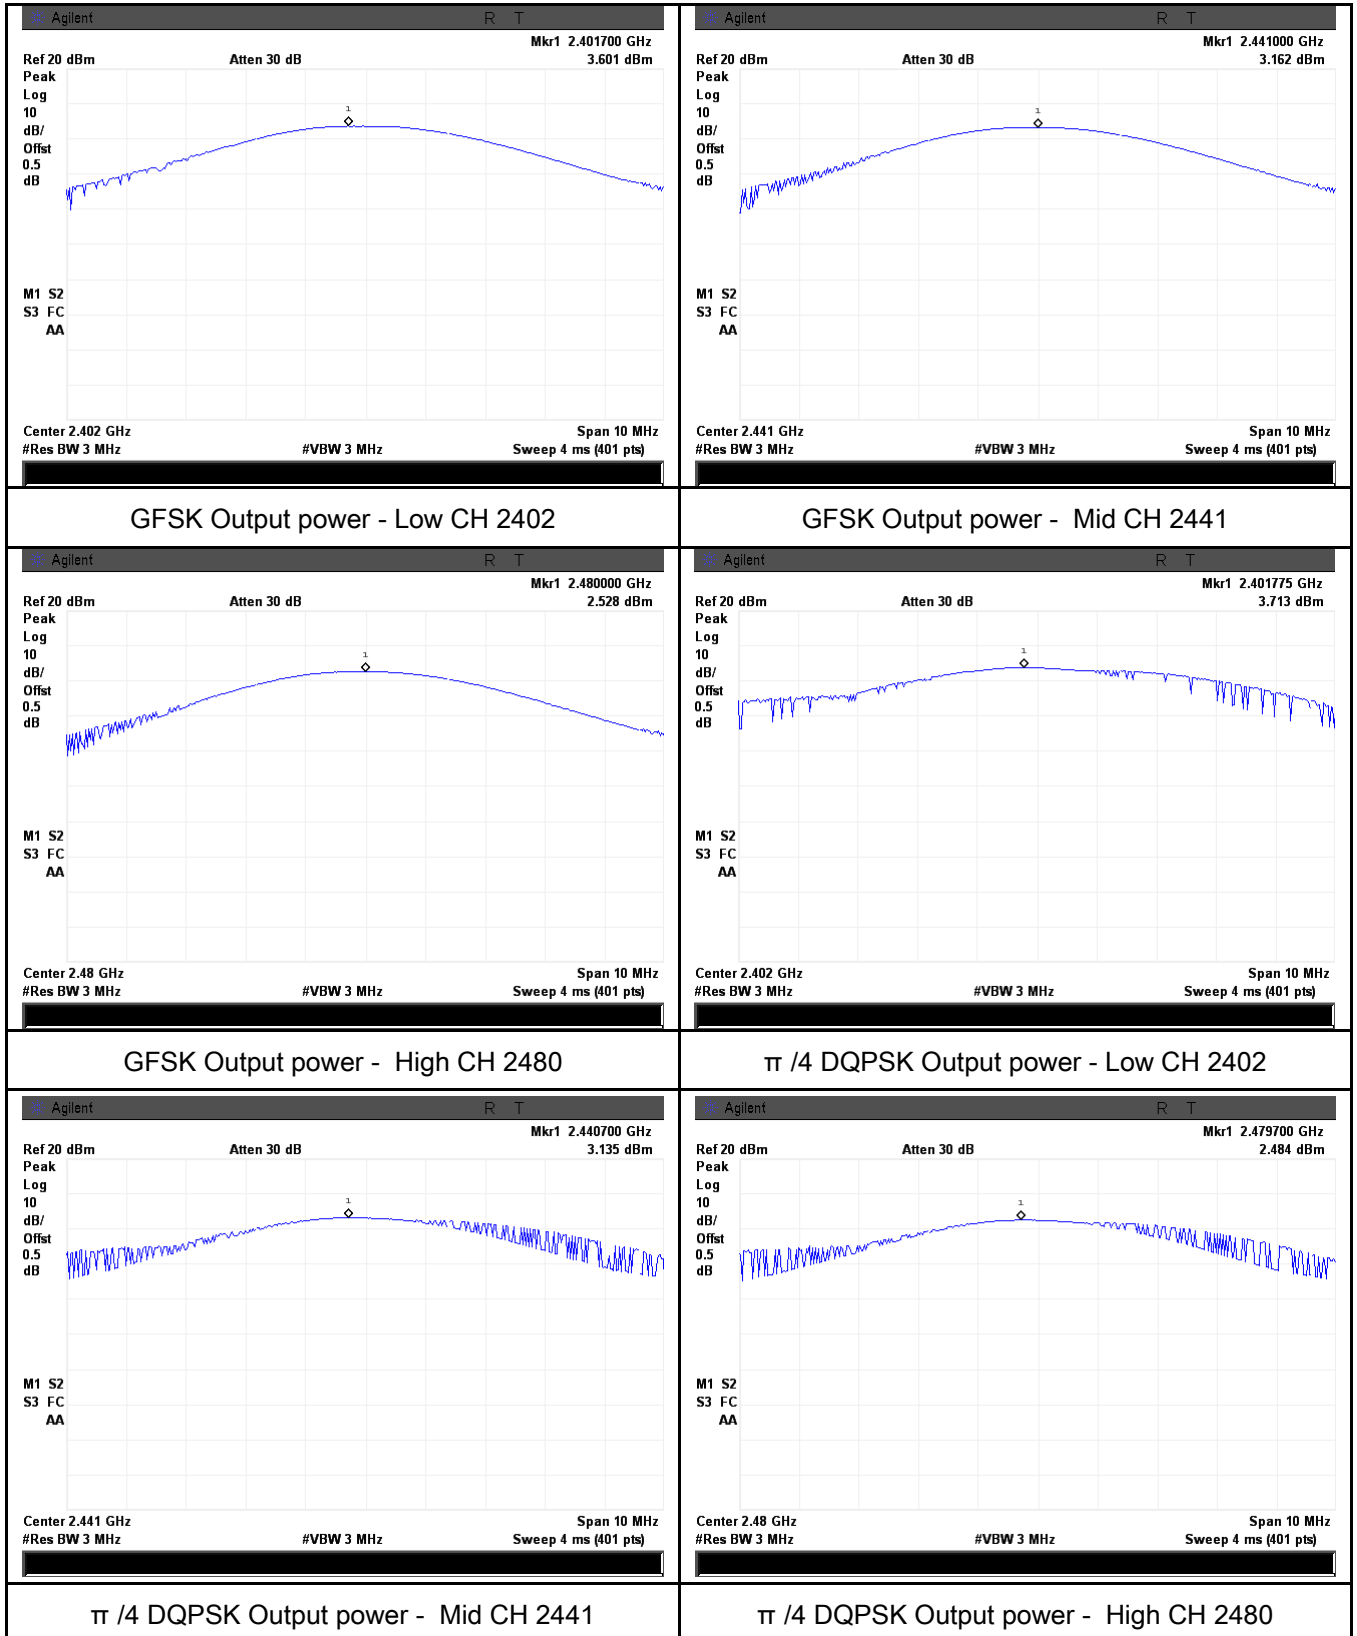 Agilent R T
Mkr1 2.401700 GHz
Ref 20 dBm Atten 30 dB 3.601 dBm
Peak
Log
10
dB/
Offst
0.5
dB
1
M1 S2
S3 FC
AA
Center 2.402 GHz Span 10 MHz
#Res BW 3 MHz #VBW 3 MHz Sweep 4 ms (401 pts)
GFSK Output power - Low CH 2402
Agilent R T
Mkr1 2.441000 GHz
Ref 20 dBm Atten 30 dB 3.162 dBm
Peak
Log
10
dB/
Offst
0.5
dB
1
M1 S2
S3 FC
AA
Center 2.441 GHz Span 10 MHz
#Res BW 3 MHz #VBW 3 MHz Sweep 4 ms (401 pts)
GFSK Output power - Mid CH 2441
Agilent R T
Mkr1 2.480000 GHz
Ref 20 dBm Atten 30 dB 2.528 dBm
Peak
Log
10
dB/
Offst
0.5
dB
1
M1 S2
S3 FC
AA
Center 2.48 GHz Span 10 MHz
#Res BW 3 MHz #VBW 3 MHz Sweep 4 ms (401 pts)
GFSK Output power - High CH 2480
Agilent R T
Mkr1 2.401775 GHz
Ref 20 dBm Atten 30 dB 3.713 dBm
Peak
Log
10
dB/
Offst
0.5
dB
1
M1 S2
S3 FC
AA
Center 2.402 GHz Span 10 MHz
#Res BW 3 MHz #VBW 3 MHz Sweep 4 ms (401 pts)
π /4 DQPSK Output power - Low CH 2402
Agilent R T
Mkr1 2.440700 GHz
Ref 20 dBm Atten 30 dB 3.135 dBm
Peak
Log
10
dB/
Offst
0.5
dB
1
M1 S2
S3 FC
AA
Center 2.441 GHz Span 10 MHz
#Res BW 3 MHz #VBW 3 MHz Sweep 4 ms (401 pts)
π /4 DQPSK Output power - Mid CH 2441
Agilent R T
Mkr1 2.479700 GHz
Ref 20 dBm Atten 30 dB 2.484 dBm
Peak
Log
10
dB/
Offst
0.5
dB
1
M1 S2
S3 FC
AA
Center 2.48 GHz Span 10 MHz
#Res BW 3 MHz #VBW 3 MHz Sweep 4 ms (401 pts)
π /4 DQPSK Output power - High CH 2480